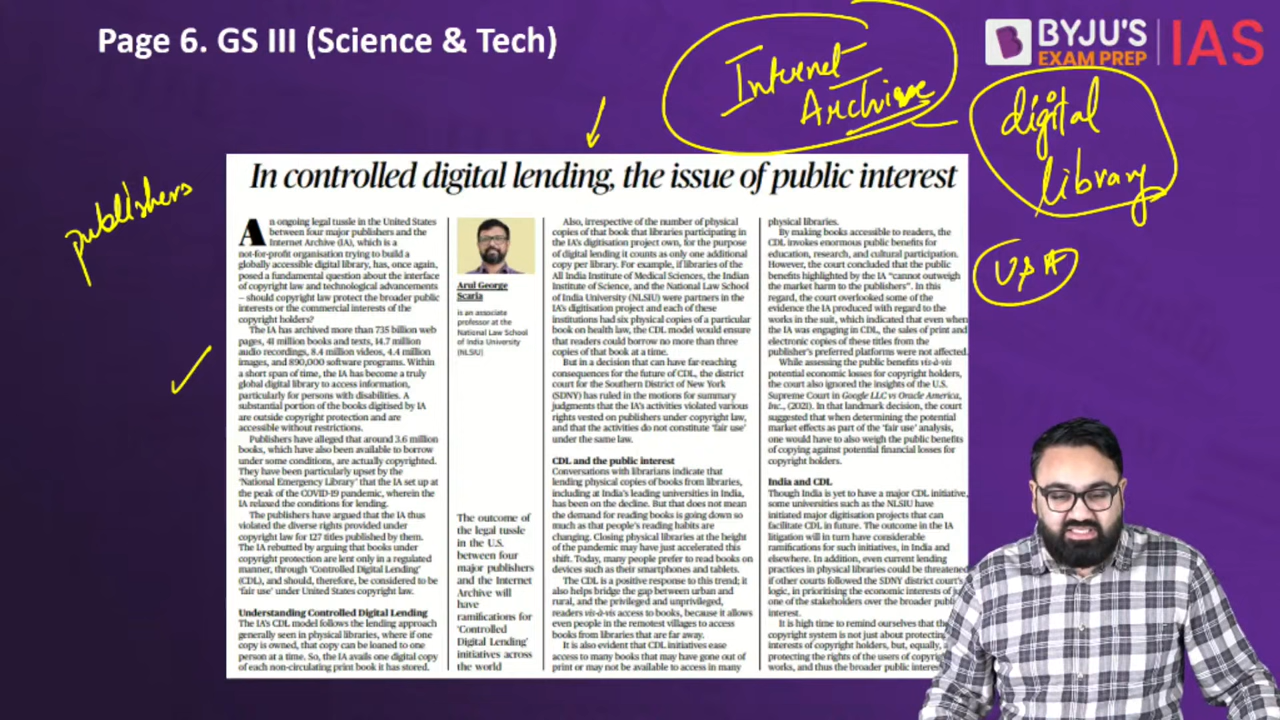 Page 6. GS III (Science & Tech)
Internet
Archive
BYJU'S
EXAM PREP
IAS
digital
library
USA
publishers
In controlled digital lending, the issue of public interest
An ongoing legal tussle in the United States
between four major publishers and the
Internet Archive (IA), which is a
not-for-profit organisation trying to build a
globally accessible digital library, has, once again,
posed a fundamental question about the interface
of copyright law and technological advancements
– should copyright law protect the broader public
interests or the commercial interests of the
copyright holders?
The IA has archived more than 735 billion web
pages, 41 million books and texts, 14.7 million
audio recordings, 8.4 million videos, 4.4 million
images, and 890,000 software programs. Within
a short span of time, the IA has become a truly
global digital library to access information,
particularly for persons with disabilities. A
substantial portion of the books digitised by IA
are outside copyright protection and are
accessible without restrictions.
Publishers have alleged that around 3.6 million
books, which have also been available to borrow
under some conditions, are actually copyrighted.
They have been particularly upset by the
'National Emergency Library' that the IA set up at
the peak of the COVID-19 pandemic, wherein the
IA relaxed the conditions for lending.
The publishers have argued that the IA thus
violated the diverse rights provided under
copyright law for 127 titles published by them.
The IA rebutted by arguing that books under
copyright protection are lent only in a regulated
manner, through 'Controlled Digital Lending'
(CDL), and should, therefore, be considered to be
'fair use' under United States copyright law.
Understanding Controlled Digital Lending
The IA's CDL model follows the lending approach
generally seen in physical libraries, where if one
copy is owned, that copy can be loaned to one
person at a time. So, the IA avails one digital copy
of each non-circulating print book it has stored.
Arul George
Scaria
is an associate
professor at the
National Law School
of India University
(NLSIU)
The outcome of
the legal tussle
in the U.S.
between four
major publishers
and the Internet
Archive will
have
ramifications for
'Controlled
Digital Lending'
initiatives across
the world
Also, irrespective of the number of physical
copies of that book that libraries participating in
the IA's digitisation project own, for the purpose
of digital lending it counts as only one additional
copy per library. For example, if libraries of the
All India Institute of Medical Sciences, the Indian
Institute of Science, and the National Law School
of India University (NLSIU) were partners in the
IA's digitisation project and each of these
institutions had six physical copies of a particular
book on health law, the CDL model would ensure
that readers could borrow no more than three
copies of that book at a time.
But in a decision that can have far-reaching
consequences for the future of CDL, the district
court for the Southern District of New York
(SDNY) has ruled in the motions for summary
judgments that the IA's activities violated various
rights vested on publishers under copyright law,
and that the activities do not constitute 'fair use'
under the same law.
CDL and the public interest
Conversations with librarians indicate that
lending physical copies of books from libraries,
including at India's leading universities in India,
has been on the decline. But that does not mean
the demand for reading books is going down so
much as that people's reading habits are
changing. Closing physical libraries at the height
of the pandemic may have just accelerated this
shift. Today, many people prefer to read books on
devices such as their smartphones and tablets.
The CDL is a positive response to this trend; it
also helps bridge the gap between urban and
rural, and the privileged and unprivileged,
readers vis-à-vis access to books, because it allows
even people in the remotest villages to access
books from libraries that are far away.
It is also evident that CDL initiatives ease
access to many books that may have gone out of
print or may not be available to access in many
physical libraries.
By making books accessible to readers, the
CDL invokes enormous public benefits for
education, research, and cultural participation.
However, the court concluded that the public
benefits highlighted by the IA "cannot outweigh
the market harm to the publishers". In this
regard, the court overlooked some of the
evidence the IA produced with regard to the
works in the suit, which indicated that even when
the IA was engaging in CDL, the sales of print and
electronic copies of these titles from the
publisher's preferred platforms were not affected.
While assessing the public benefits vis-à-vis
potential economic losses for copyright holders,
the court also ignored the insights of the U.S.
Supreme Court in Google LLC vs Oracle America,
Inc., (2021). In that landmark decision, the court
suggested that when determining the potential
market effects as part of the 'fair use' analysis,
one would have to also weigh the public benefits
of copying against potential financial losses for
copyright holders.
India and CDL
Though India is yet to have a major CDL initiative,
some universities such as the NLSIU have
initiated major digitisation projects that can
facilitate CDL in future. The outcome in the IA
litigation will in turn have considerable
ramifications for such initiatives, in India and
elsewhere. In addition, even current lending
practices in physical libraries could be threatened
if other courts followed the SDNY district court's
logic, in prioritising the economic interests of
one of the stakeholders over the broader public
interest.
It is high time to remind ourselves that the
copyright system is not just about protecting
interests of copyright holders, but, equally,
protecting the rights of the users of
works, and thus the broader public interest